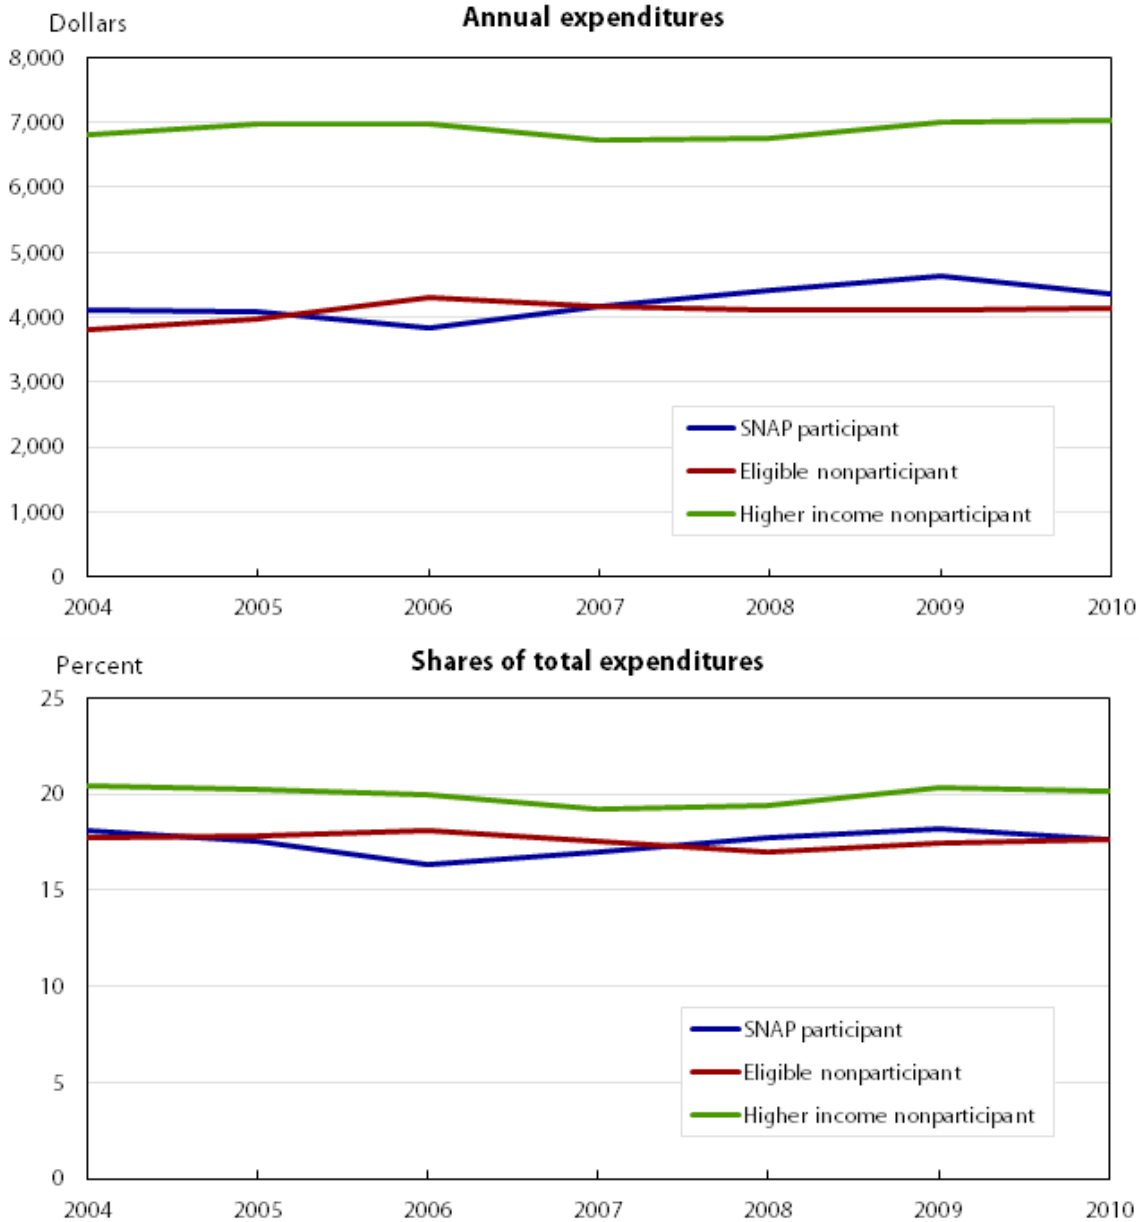 Annual expenditures
Dollars
8,000
7,000
6,000
5,000
4,000
3,000
2,000
1,000
0
SNAP participant
Eligible nonparticipant
Higher income nonparticipant
2004 2005 2006 2007 2008 2009 2010
Shares of total expenditures
Percent
25
20
15
10
5
0
SNAP participant
Eligible nonparticipant
Higher income nonparticipant
2004 2005 2006 2007 2008 2009 2010